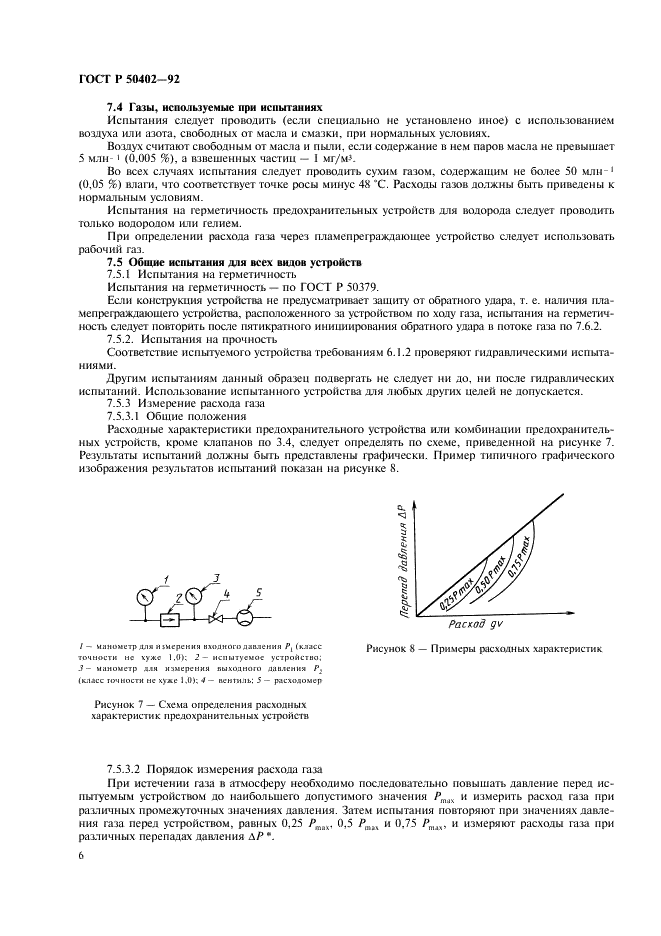 ГОСТ Р 50402—92
7.4 Газы, используемые при испытаниях
Испытания следует проводить (если специально не установлено иное) с использованием
воздуха или азота, свободных от масла и смазки, при нормальных условиях.
Воздух считают свободным от масла и пыли, если содержание в нем паров масла не превышает
5 млн⁻¹ (0,005 %), а взвешенных частиц — 1 мг/м³.
Во всех случаях испытания следует проводить сухим газом, содержащим не более 50 млн⁻¹
(0,05 %) влаги, что соответствует точке росы минус 48 °С. Расходы газов должны быть приведены к
нормальным условиям.
Испытания на герметичность предохранительных устройств для водорода следует проводить
только водородом или гелием.
При определении расхода газа через пламепреграждающее устройство следует использовать
рабочий газ.
7.5 Общие испытания для всех видов устройств
7.5.1 Испытания на герметичность
Испытания на герметичность — по ГОСТ Р 50379.
Если конструкция устройства не предусматривает защиту от обратного удара, т. е. наличия пла-
мепреграждающего устройства, расположенного за устройством по ходу газа, испытания на герметич-
ность следует повторить после пятикратного инициирования обратного удара в потоке газа по 7.6.2.
7.5.2. Испытания на прочность
Соответствие испытуемого устройства требованиям 6.1.2 проверяют гидравлическими испыта-
ниями.
Другим испытаниям данный образец подвергать не следует ни до, ни после гидравлических
испытаний. Использование испытанного устройства для любых других целей не допускается.
7.5.3 Измерение расхода газа
7.5.3.1 Общие положения
Расходные характеристики предохранительного устройства или комбинации предохранитель-
ных устройств, кроме клапанов по 3.4, следует определять по схеме, приведенной на рисунке 7.
Результаты испытаний должны быть представлены графически. Пример типичного графического
изображения результатов испытаний показан на рисунке 8.
1 2 3 4 5
1 — манометр для измерения входного давления P₁ (класс
точности не хуже 1,0); 2 — испытуемое устройство;
3 — манометр для измерения выходного давления P₂
(класс точности не хуже 1,0); 4 — вентиль; 5 — расходомер
Рисунок 7 — Схема определения расходных
характеристик предохранительных устройств
Перепад давления ΔP
0,25 Pmax
0,50 Pmax
0,75 Pmax
Расход gv
Рисунок 8 — Примеры расходных характеристик
7.5.3.2 Порядок измерения расхода газа
При истечении газа в атмосферу необходимо последовательно повышать давление перед ис-
пытуемым устройством до наибольшего допустимого значения Pmax и измерить расход газа при
различных промежуточных значениях давления. Затем испытания повторяют при значениях давле-
ния газа перед устройством, равных 0,25 Pmax, 0,5 Pmax и 0,75 Pmax, и измеряют расходы газа при
различных перепадах давления ΔP *.
6